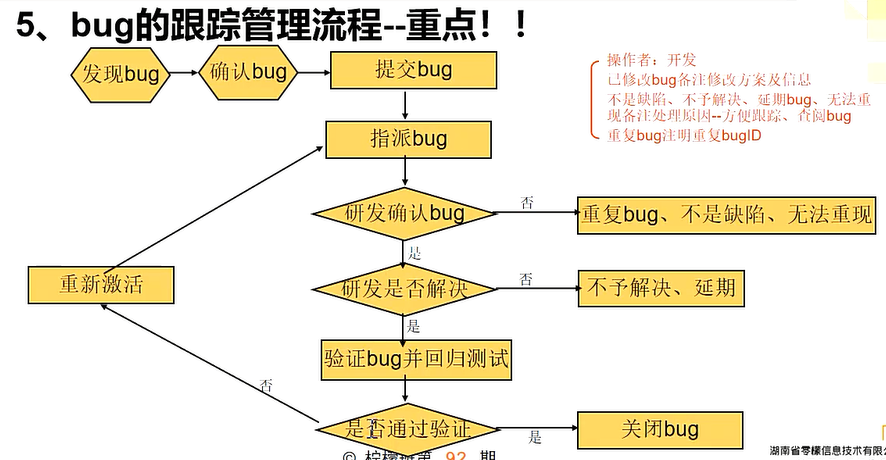 5、bug的跟踪管理流程--重点！！
发现bug
确认bug
提交bug
操作者：开发
已修改bug备注修改方案及信息
不是缺陷、不予解决、延期bug、无法重
现备注处理原因--方便跟踪、查阅bug
重复bug注明重复bugID
指派bug
研发确认bug
否
重复bug、不是缺陷、无法重现
是
重新激活
研发是否解决
否
不予解决、延期
是
验证bug并回归测试
否
是否通过验证
是
关闭bug
© 柠檬班第 92 期
湖南省零檬信息技术有限